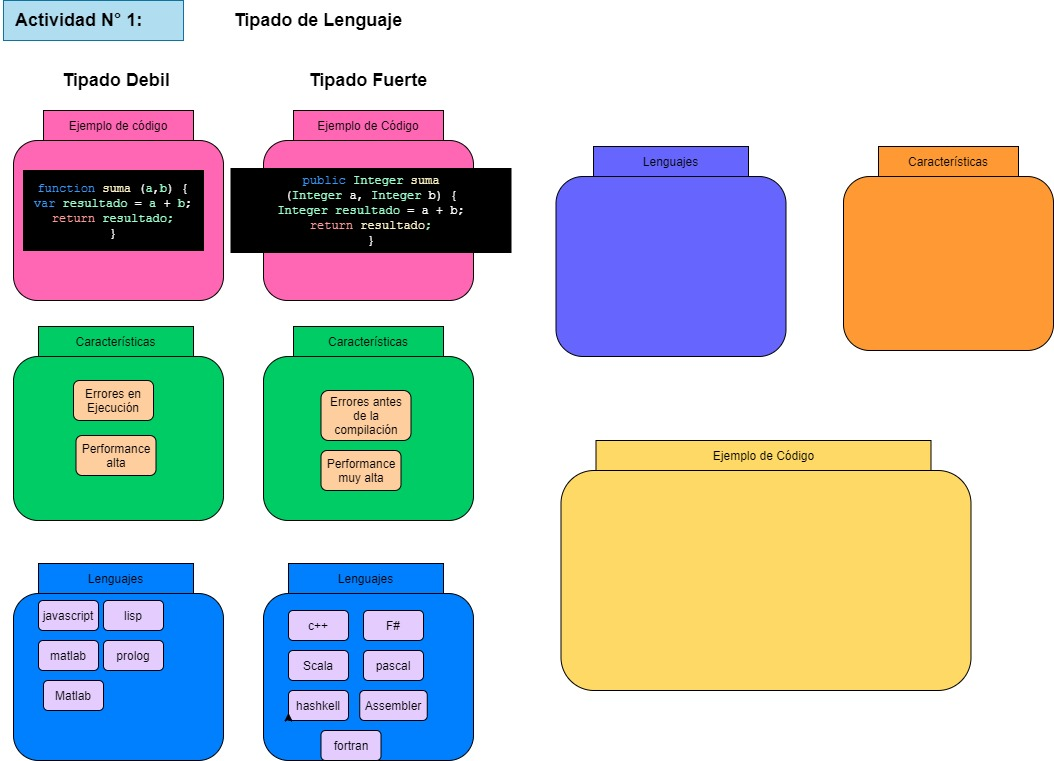 Actividad N° 1:
Tipado de Lenguaje
Tipado Debil
Tipado Fuerte
Ejemplo de código
function suma (a,b) {
var resultado = a + b;
return resultado;
}
Ejemplo de Código
public Integer suma
(Integer a, Integer b) {
Integer resultado = a + b;
return resultado;
}
Lenguajes
Características
Características
Errores en
Ejecución
Performance
alta
Características
Errores antes
de la
compilación
Performance
muy alta
Ejemplo de Código
Lenguajes
javascript
lisp
matlab
prolog
Matlab
Lenguajes
c++
F#
Scala
pascal
hashkell
Assembler
fortran